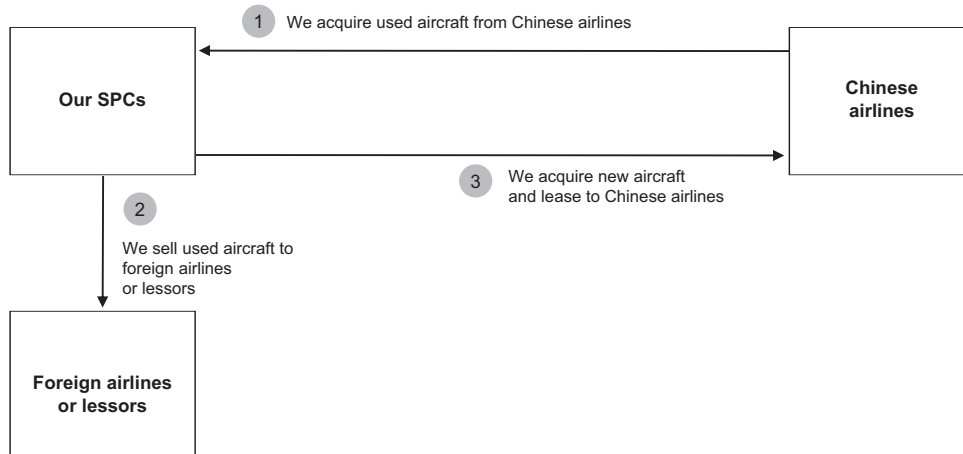 1
We acquire used aircraft from Chinese airlines
Our SPCs
Chinese
airlines
3
We acquire new aircraft
and lease to Chinese airlines
2
We sell used aircraft to
foreign airlines
or lessors
Foreign airlines
or lessors